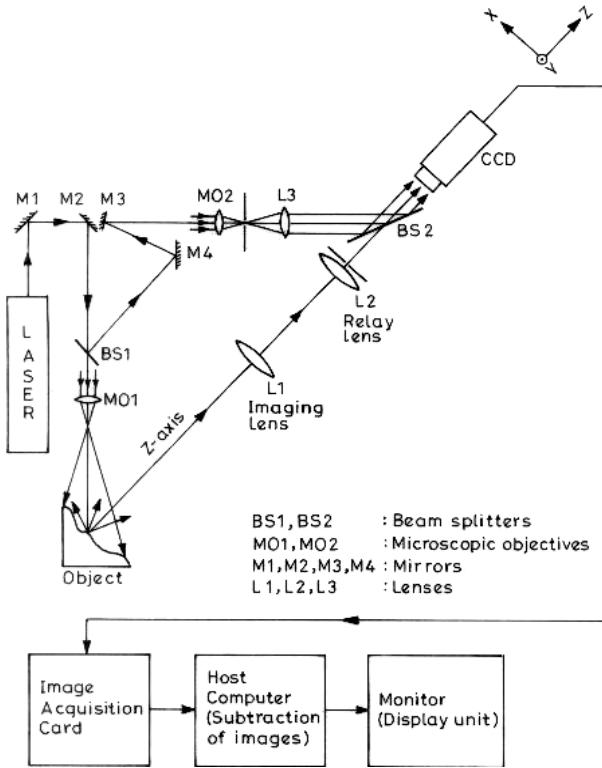 X
Z
Y
CCD
M1
M2
M3
MO2
L3
BS2
M4
L2
Relay
Lens
LASER
BS1
L1
Imaging
Lens
MO1
Z-axis
Object
BS1,BS2 : Beam splitters
MO1,MO2 : Microscopic objectives
M1,M2,M3,M4 : Mirrors
L1,L2,L3 : Lenses
Image
Acquisition
Card
Host
Computer
(Subtraction
of images)
Monitor
(Display unit)